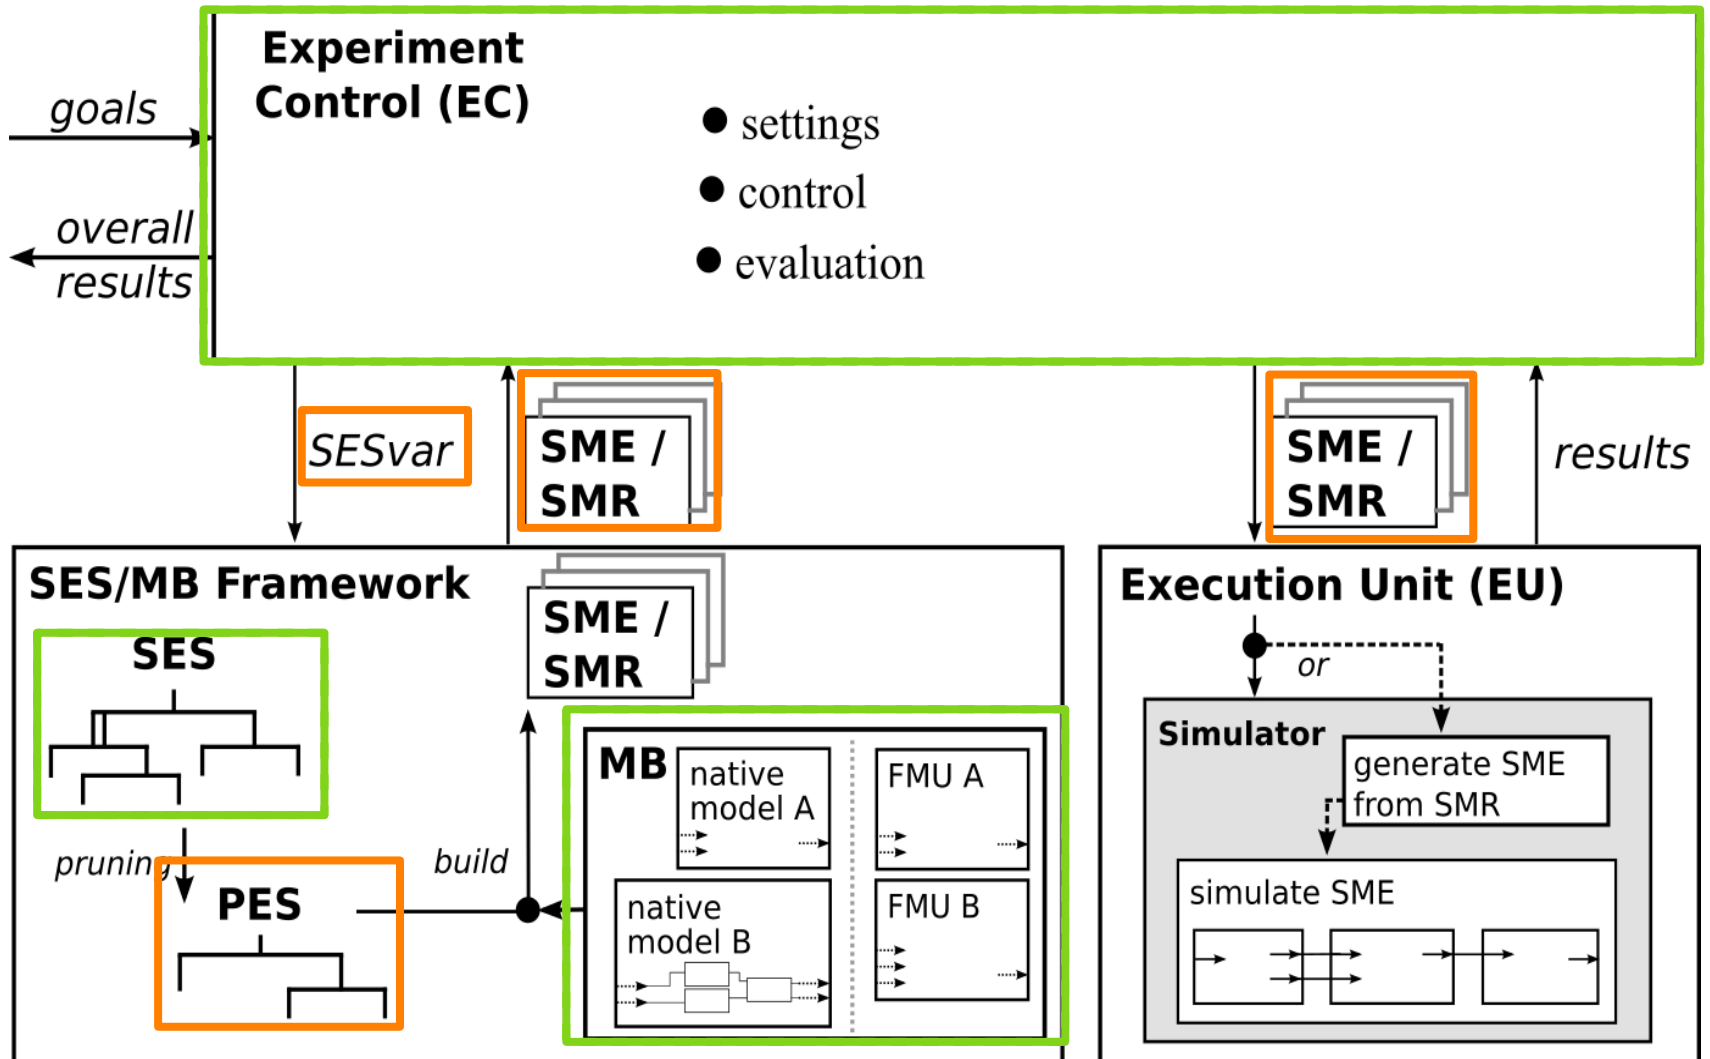 Experiment
Control (EC)
goals
settings
control
overall
results
evaluation
SESvar
SME /
SMR
SME /
SMR
results
SES/MB Framework
SME /
SMR
SES
pruning
PES
build
MB
native
model A
FMU A
native
model B
FMU B
Execution Unit (EU)
or
Simulator
generate SME
from SMR
simulate SME